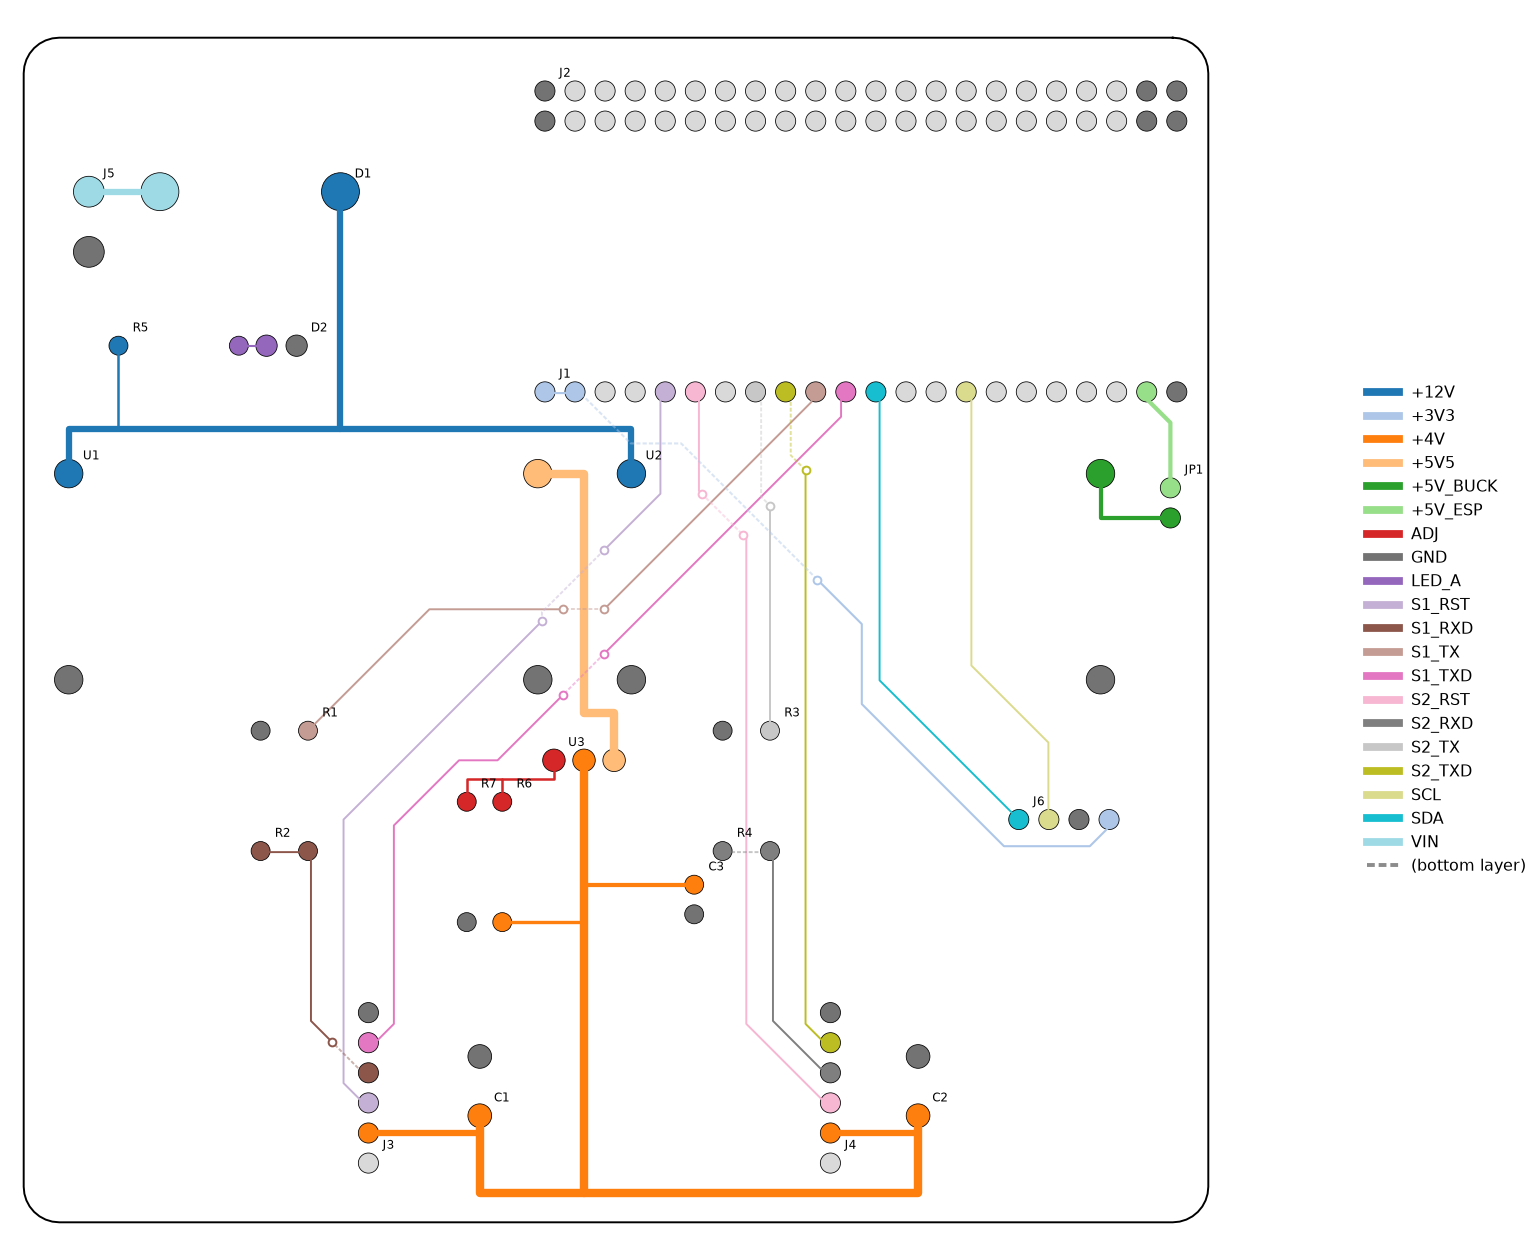 J2
J5
D1
R5
D2
J1
U1
U2
JP1
R1
R3
U3
R7
R6
J6
R2
R4
C3
C1
C2
J3
J4
+12V
+3V3
+4V
+5V5
+5V_BUCK
+5V_ESP
ADJ
GND
LED_A
S1_RST
S1_RXD
S1_TX
S1_TXD
S2_RST
S2_RXD
S2_TX
S2_TXD
SCL
SDA
VIN
(bottom layer)